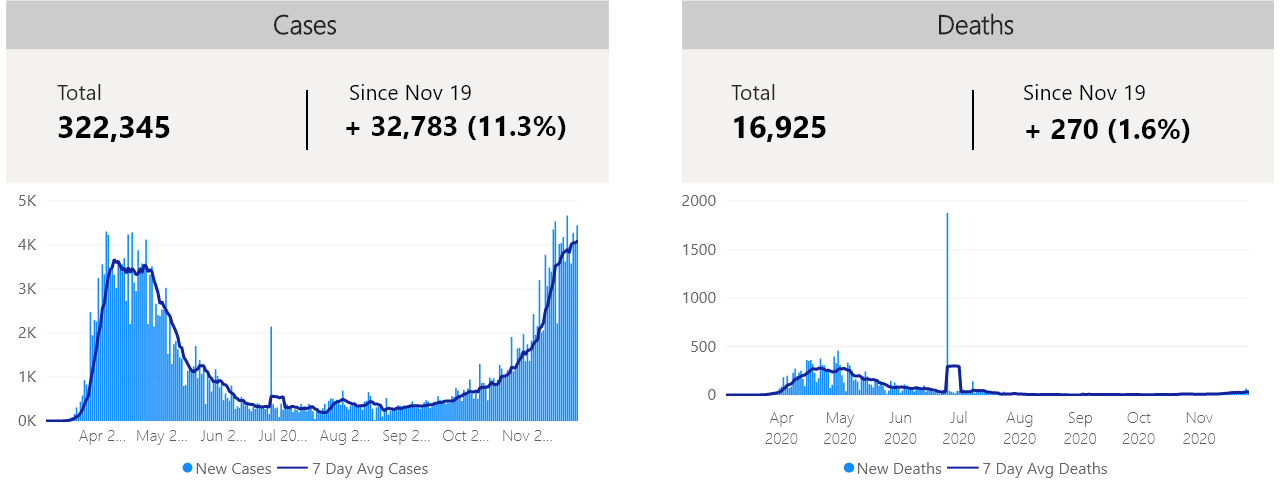 Cases
Total
322,345
Since Nov 19
+ 32,783 (11.3%)
5K
4K
3K
2K
1K
0K
Apr 2... May 2... Jun 2... Jul 20... Aug 2... Sep 2... Oct 2... Nov 2...
New Cases 7 Day Avg Cases
Deaths
Total
16,925
Since Nov 19
+ 270 (1.6%)
2000
1500
1000
500
0
Apr 2020 May 2020 Jun 2020 Jul 2020 Aug 2020 Sep 2020 Oct 2020 Nov 2020
New Deaths 7 Day Avg Deaths